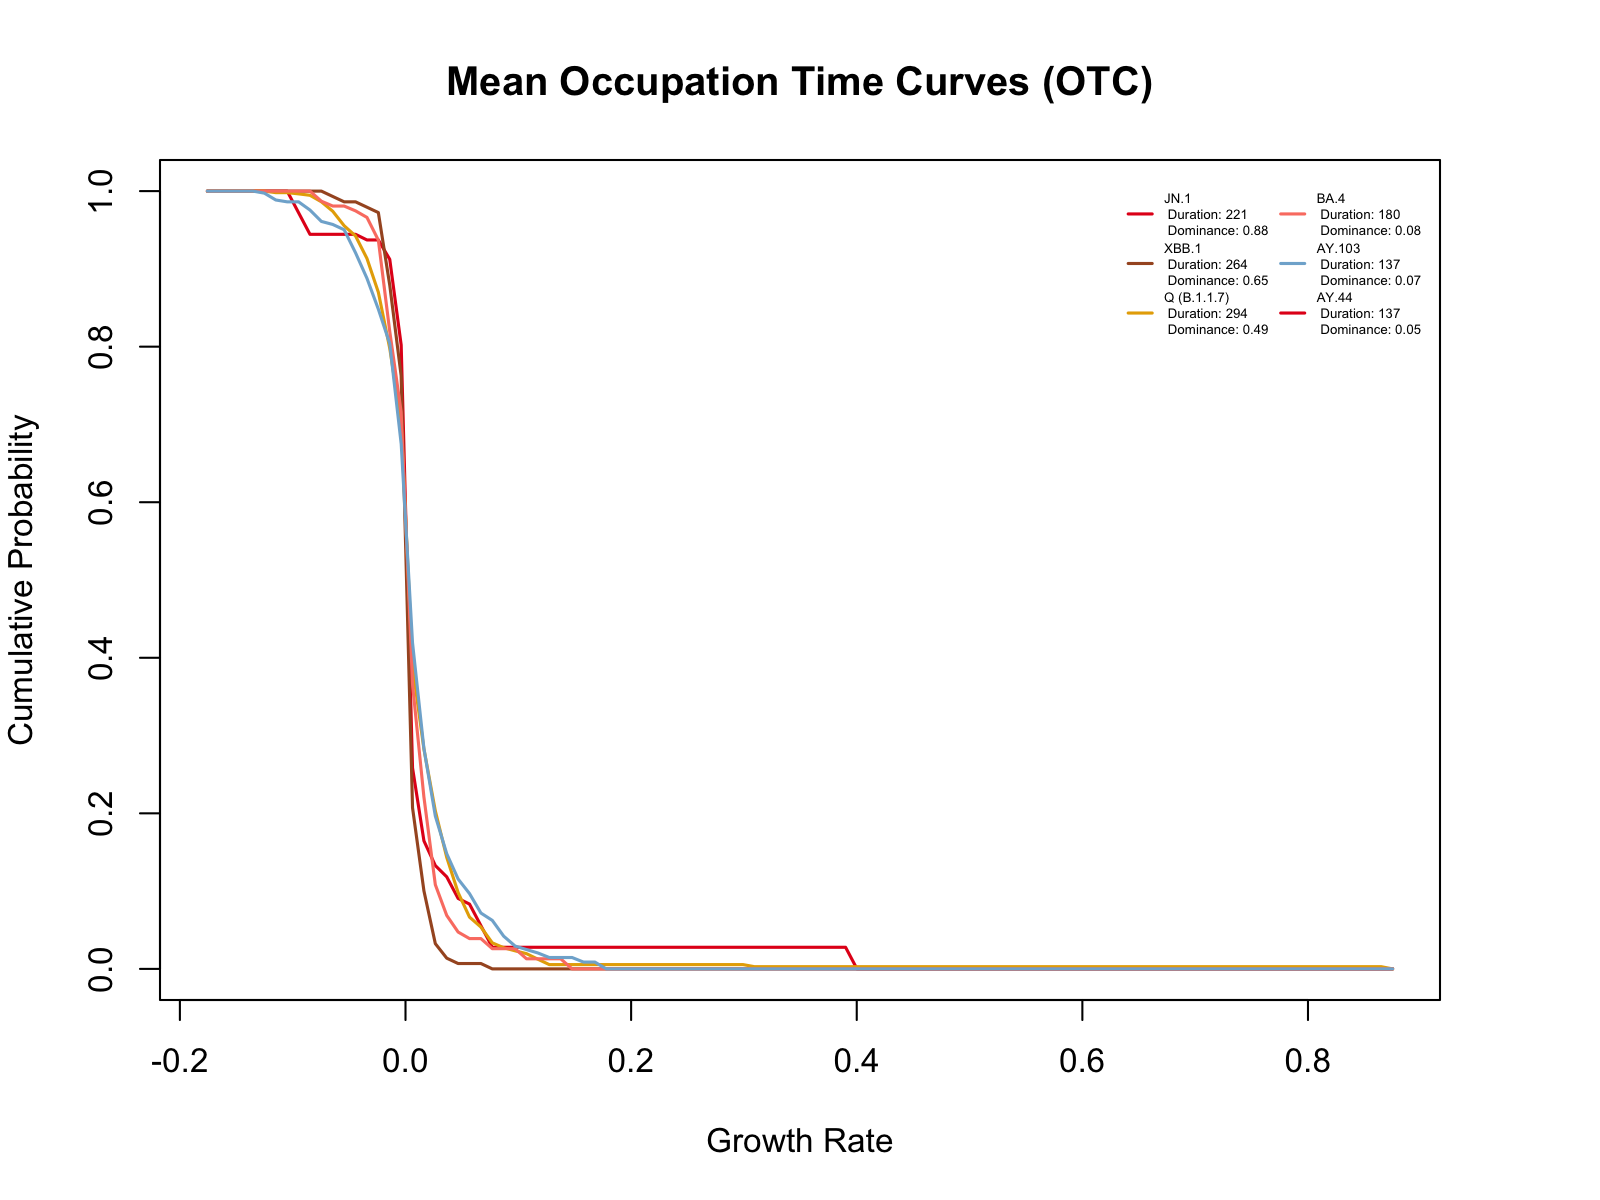 Mean Occupation Time Curves (OTC)
JN.1
Duration: 221
Dominance: 0.88
XBB.1
Duration: 264
Dominance: 0.65
Q (B.1.1.7)
Duration: 294
Dominance: 0.49
BA.4
Duration: 180
Dominance: 0.08
AY.103
Duration: 137
Dominance: 0.07
AY.44
Duration: 137
Dominance: 0.05
Cumulative Probability
1.0
0.8
0.6
0.4
0.2
0.0
-0.2 0.0 0.2 0.4 0.6 0.8
Growth Rate